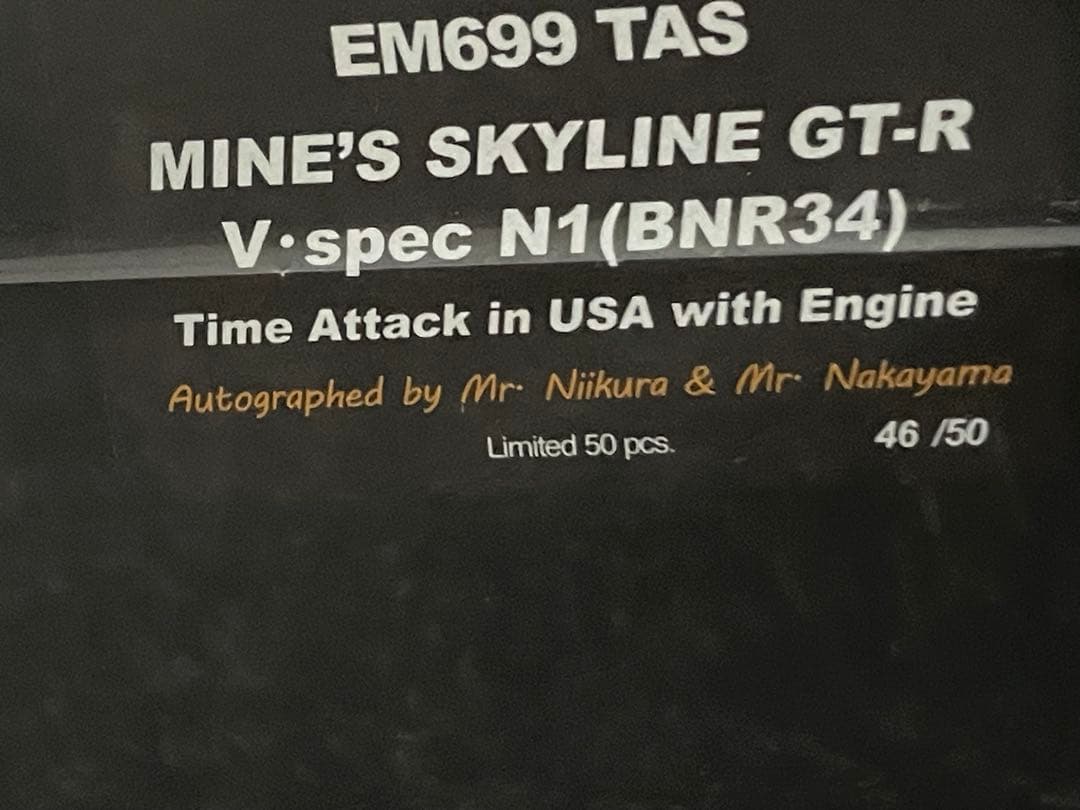 EM699 TAS
MINE'S SKYLINE GT-R
V·spec N1(BNR34)
Time Attack in USA with Engine
Autographed by Mr. Niikura & Mr. Nakayama
Limited 50 pcs.
46 /50